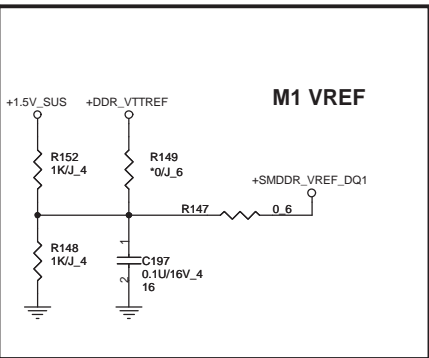 M1 VREF
+1.5V_SUS
+DDR_VTTREF
R152
1K/J_4
R149
*0/J_6
+SMDDR_VREF_DQ1
R147
0_6
R148
1K/J_4
1
C197
0.1U/16V_4
16
2